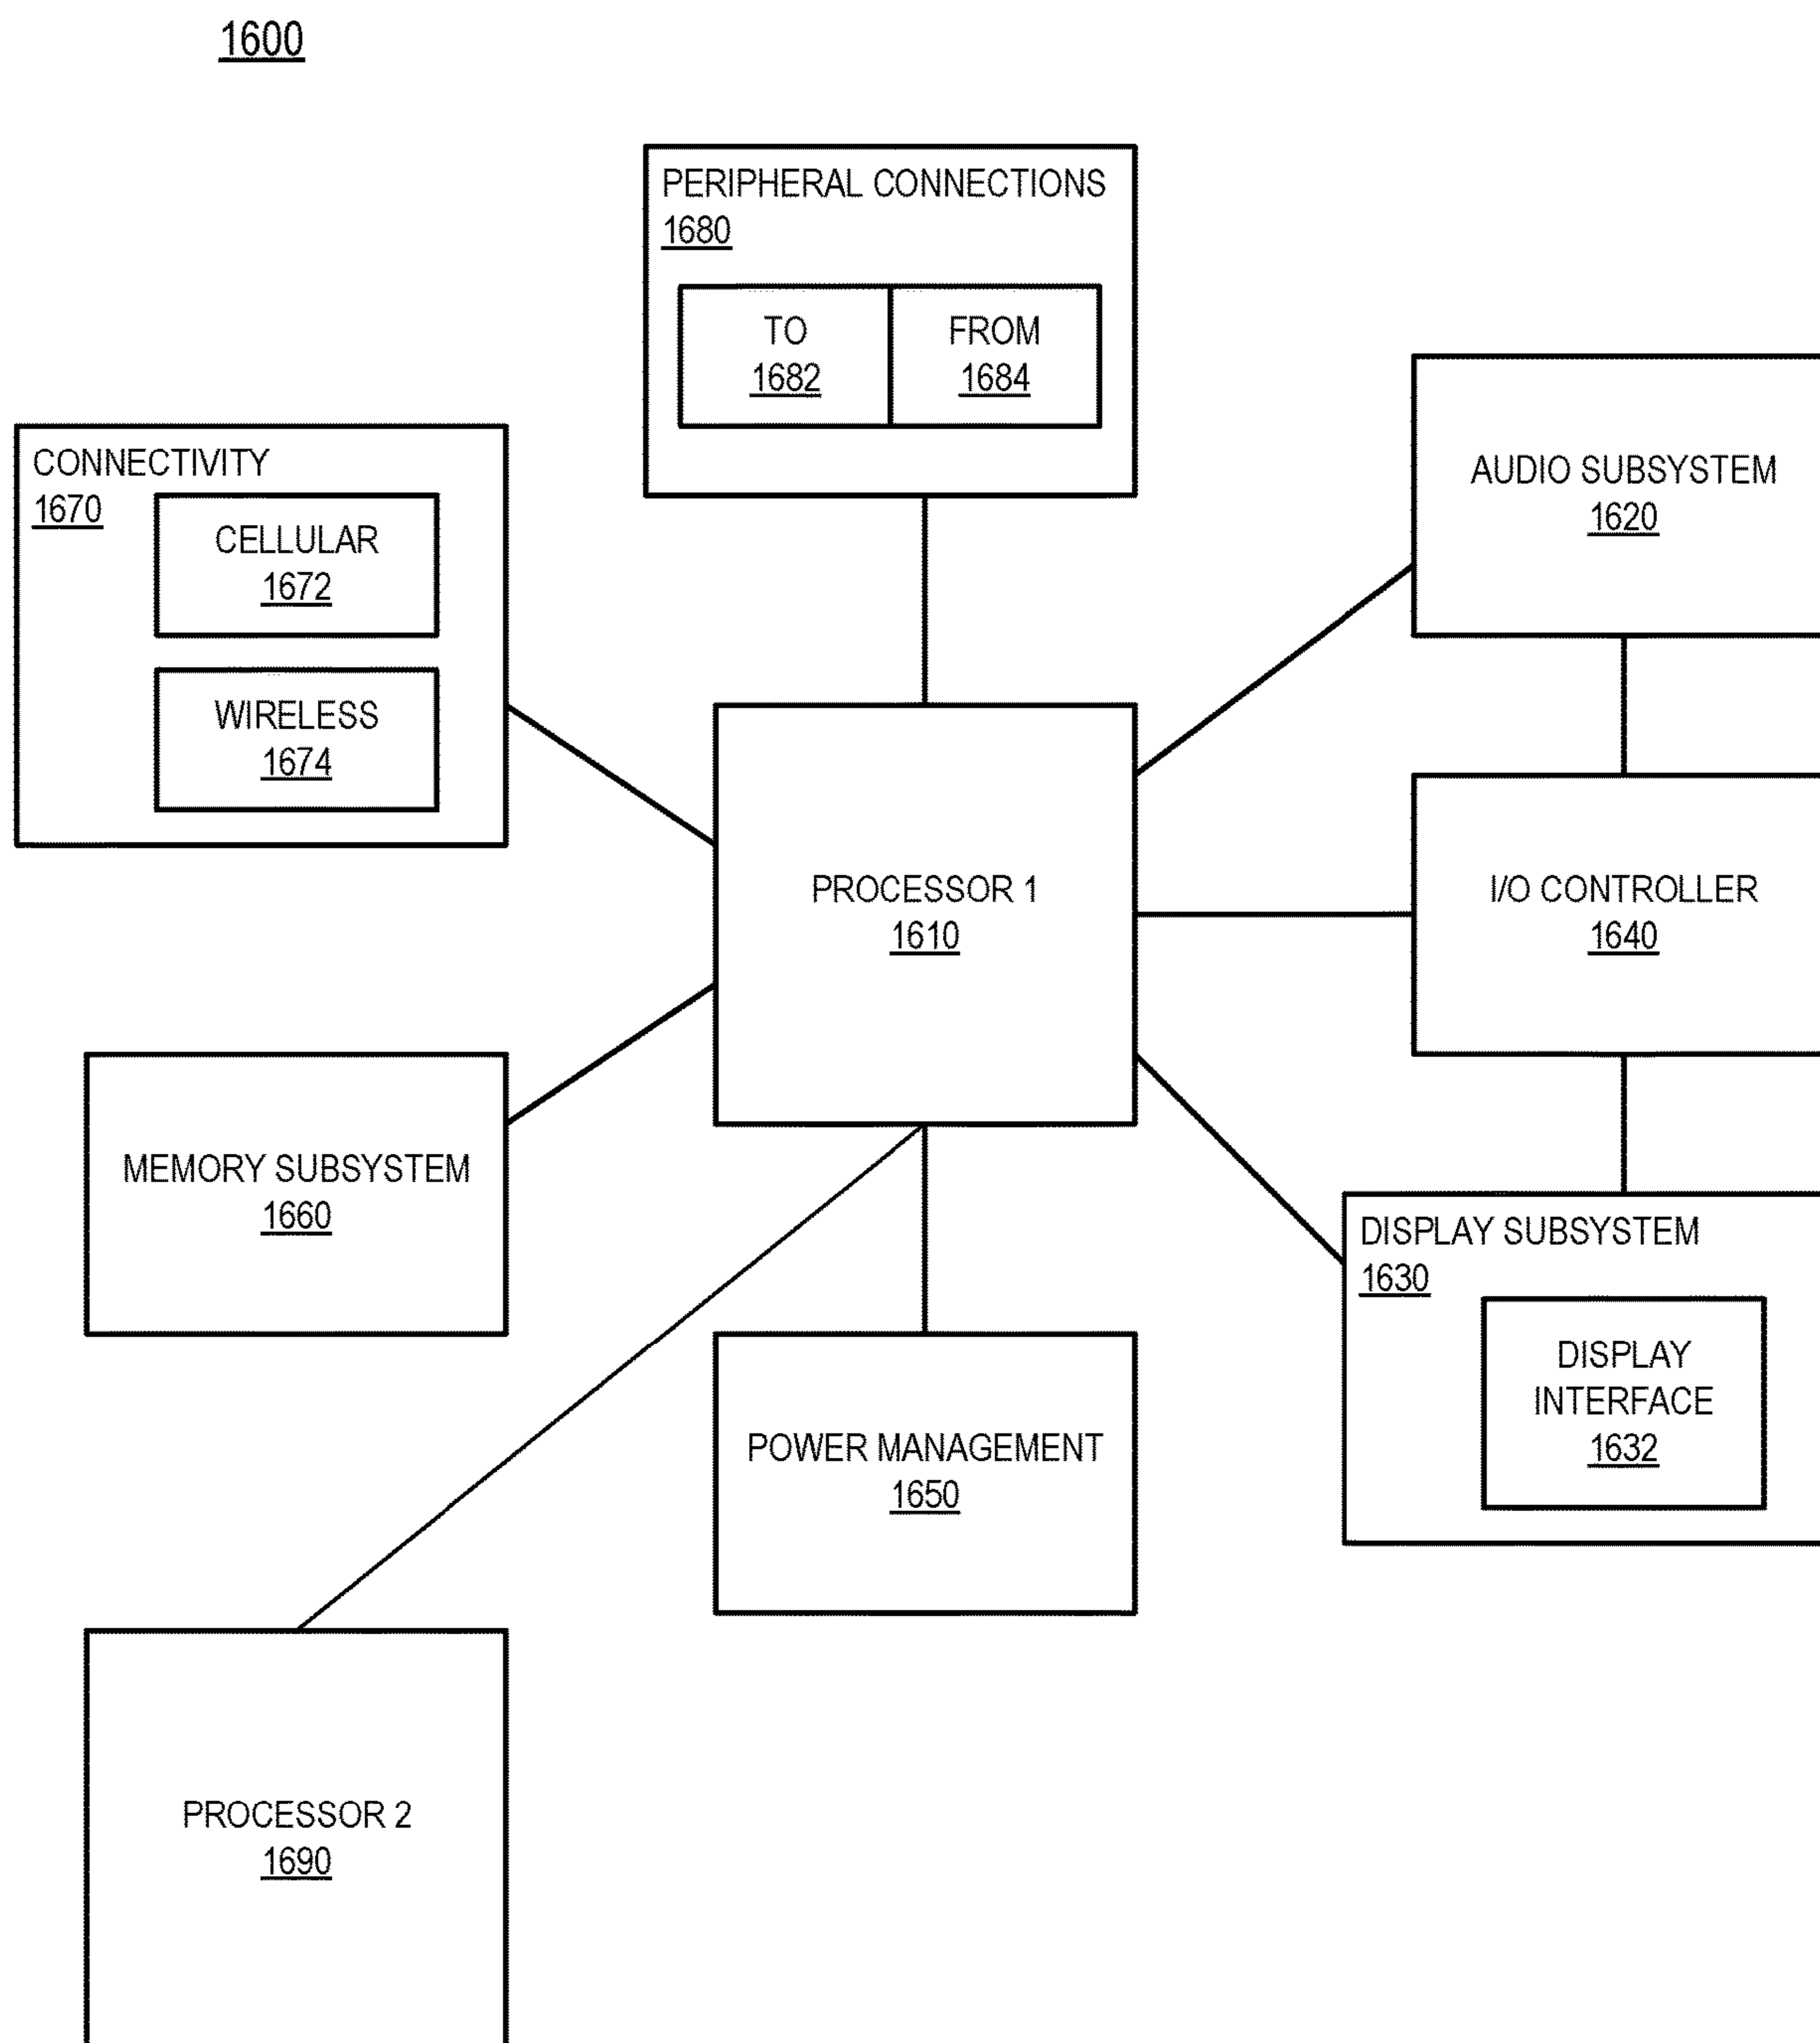 1600
PERIPHERAL CONNECTIONS
1680
TO
1682
FROM
1684
CONNECTIVITY
1670
CELLULAR
1672
WIRELESS
1674
AUDIO SUBSYSTEM
1620
PROCESSOR 1
1610
I/O CONTROLLER
1640
MEMORY SUBSYSTEM
1660
DISPLAY SUBSYSTEM
1630
DISPLAY
INTERFACE
1632
POWER MANAGEMENT
1650
PROCESSOR 2
1690